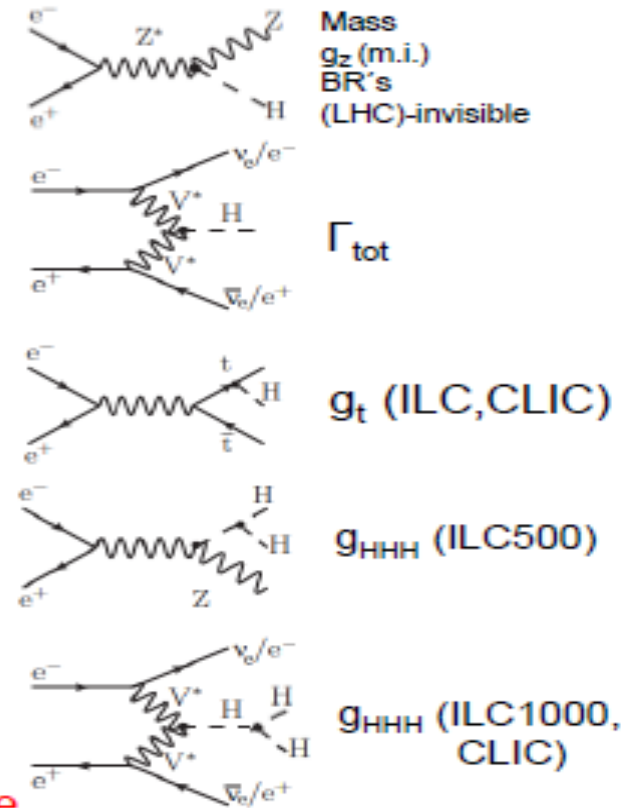 e⁻ Z* Z Mass
g_Z (m.i.)
BR´s
e⁺ H (LHC)-invisible
ν_e/e⁻
e⁻ V* H
Γ_tot
V*
e⁺ ν̅_e/e⁺
e⁻ t
H g_t (ILC,CLIC)
e⁺ t̅
e⁻ H
H g_HHH (ILC500)
e⁺ Z
ν_e/e⁻
e⁻ V* H H
g_HHH (ILC1000,
V* H CLIC)
e⁺ ν̅_e/e⁺
e